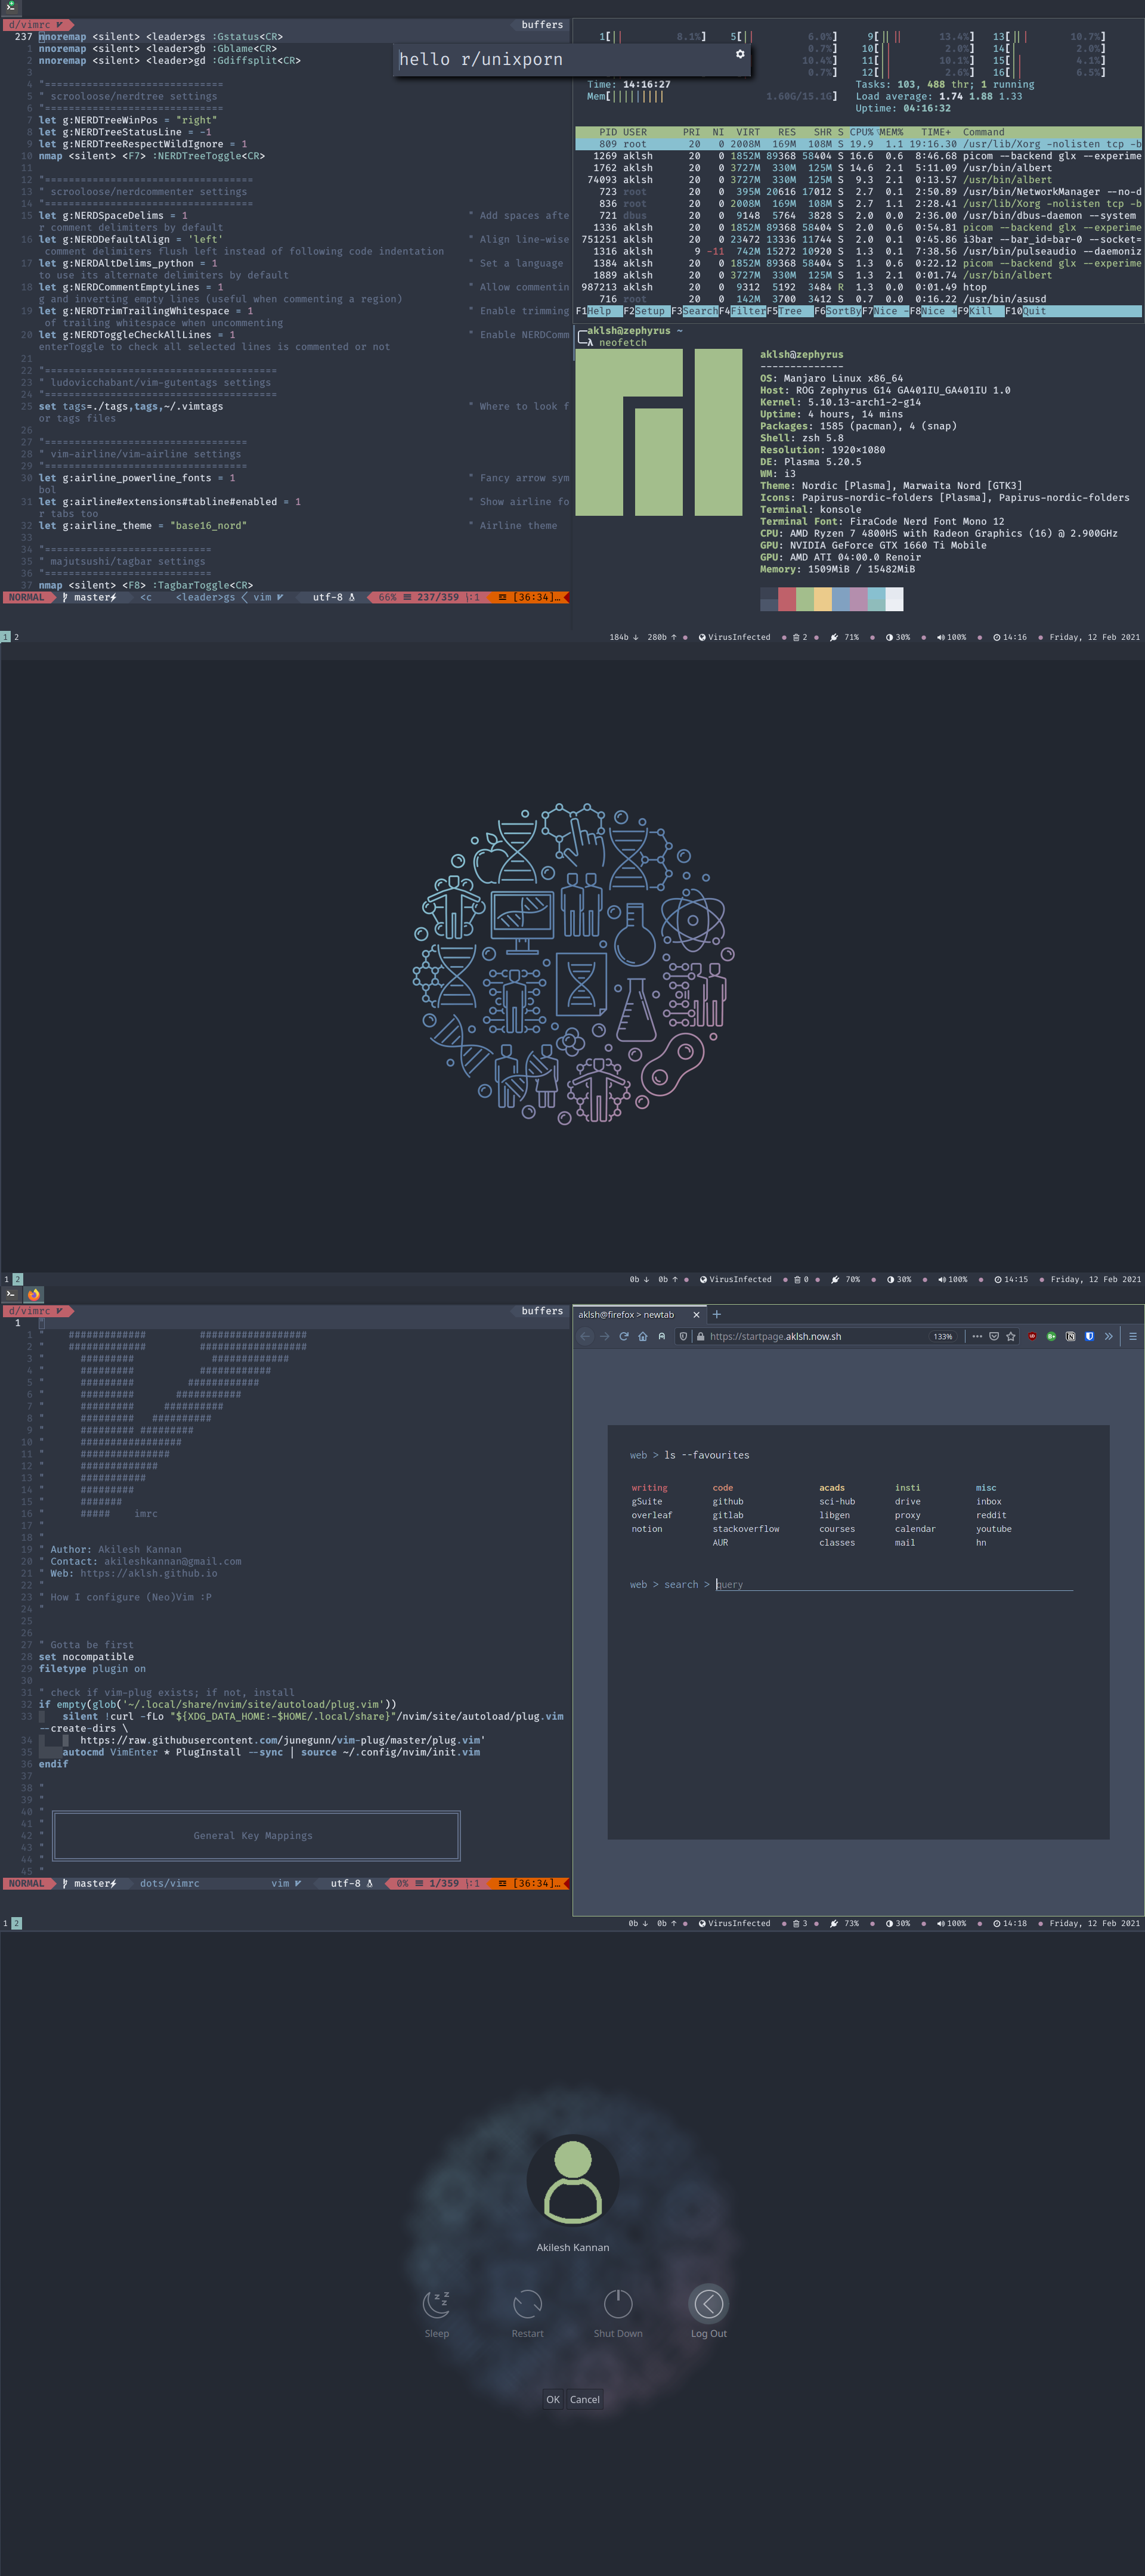 d/vimrc
buffers
237 nnoremap <silent> <leader>gs :Gstatus<CR>
1 nnoremap <silent> <leader>gb :Gblame<CR>
2 nnoremap <silent> <leader>gd :Gdiffsplit<CR>
3
4 "==============================
5 " scrooloose/nerdtree settings
6 "==============================
7 let g:NERDTreeWinPos = "right"
8 let g:NERDTreeStatusLine = -1
9 let g:NERDTreeRespectWildIgnore = 1
10 nmap <silent> <F7> :NERDTreeToggle<CR>
11
12 "===================================
13 " scrooloose/nerdcommenter settings
14 "===================================
15 let g:NERDSpaceDelims = 1 " Add spaces afte
r comment delimiters by default
16 let g:NERDDefaultAlign = 'left' " Align line-wise
comment delimiters flush left instead of following code indentation
17 let g:NERDAltDelims_python = 1 " Set a language
to use its alternate delimiters by default
18 let g:NERDCommentEmptyLines = 1 " Allow commentin
g and inverting empty lines (useful when commenting a region)
19 let g:NERDTrimTrailingWhitespace = 1 " Enable trimming
of trailing whitespace when uncommenting
20 let g:NERDToggleCheckAllLines = 1 " Enable NERDComm
enterToggle to check all selected lines is commented or not
21
22 "=======================================
23 " ludovicchabant/vim-gutentags settings
24 "=======================================
25 set tags=./tags,tags,~/.vimtags " Where to look f
or tags files
26
27 "==================================
28 " vim-airline/vim-airline settings
29 "==================================
30 let g:airline_powerline_fonts = 1 " Fancy arrow sym
bol
31 let g:airline#extensions#tabline#enabled = 1 " Show airline fo
r tabs too
32 let g:airline_theme = "base16_nord" " Airline theme
33
34 "============================
35 " majutsushi/tagbar settings
36 "============================
37 nmap <silent> <F8> :TagbarToggle<CR>
NORMAL master <c <leader>gs vim utf-8 66% 237/359 :1 [36:34]…
hello r/unixporn
1[|| 8.1%] 5[|| 6.0%] 9[|| || 13.4%] 13[|| | 10.7%]
0.7%] 10[| 2.0%] 14[| 2.0%]
10.4%] 11[|| 10.1%] 15[|| 4.1%]
0.7%] 12[|| 2.6%] 16[|| 6.5%]
Time: 14:16:27 Tasks: 103, 488 thr; 1 running
Mem[||||||||| 1.60G/15.1G] Load average: 1.74 1.88 1.33
Uptime: 04:16:32
PID USER PRI NI VIRT RES SHR S CPU% MEM% TIME+ Command
809 root 20 0 2008M 169M 108M S 19.9 1.1 19:16.30 /usr/lib/Xorg -nolisten tcp -b
1269 aklsh 20 0 1852M 89368 58404 S 16.6 0.6 8:46.68 picom --backend glx --experime
1762 aklsh 20 0 3727M 330M 125M S 14.6 2.1 5:11.09 /usr/bin/albert
74093 aklsh 20 0 3727M 330M 125M S 9.3 2.1 0:13.57 /usr/bin/albert
723 root 20 0 395M 20616 17012 S 2.7 0.1 2:50.89 /usr/bin/NetworkManager --no-d
836 root 20 0 2008M 169M 108M S 2.7 1.1 2:28.41 /usr/lib/Xorg -nolisten tcp -b
721 dbus 20 0 9148 5764 3828 S 2.0 0.0 2:36.00 /usr/bin/dbus-daemon --system
1336 aklsh 20 0 1852M 89368 58404 S 2.0 0.6 0:54.81 picom --backend glx --experime
751251 aklsh 20 0 23472 13336 11744 S 2.0 0.1 0:45.86 i3bar --bar_id=bar-0 --socket=
1316 aklsh 9 -11 742M 15272 10920 S 1.3 0.1 7:38.56 /usr/bin/pulseaudio --daemoniz
1384 aklsh 20 0 1852M 89368 58404 S 1.3 0.6 0:22.12 picom --backend glx --experime
1889 aklsh 20 0 3727M 330M 125M S 1.3 2.1 0:01.74 /usr/bin/albert
987213 aklsh 20 0 9312 5192 3484 R 1.3 0.0 0:01.49 htop
716 root 20 0 142M 3700 3412 S 0.7 0.0 0:16.22 /usr/bin/asusd
F1Help F2Setup F3SearchF4FilterF5Tree F6SortByF7Nice -F8Nice +F9Kill F10Quit
aklsh@zephyrus ~
λ neofetch
aklsh@zephyrus
--------------
OS: Manjaro Linux x86_64
Host: ROG Zephyrus G14 GA401IU_GA401IU 1.0
Kernel: 5.10.13-arch1-2-g14
Uptime: 4 hours, 14 mins
Packages: 1585 (pacman), 4 (snap)
Shell: zsh 5.8
Resolution: 1920x1080
DE: Plasma 5.20.5
WM: i3
Theme: Nordic [Plasma], Marwaita Nord [GTK3]
Icons: Papirus-nordic-folders [Plasma], Papirus-nordic-folders
Terminal: konsole
Terminal Font: FiraCode Nerd Font Mono 12
CPU: AMD Ryzen 7 4800HS with Radeon Graphics (16) @ 2.900GHz
GPU: NVIDIA GeForce GTX 1660 Ti Mobile
GPU: AMD ATI 04:00.0 Renoir
Memory: 1509MiB / 15482MiB
1 2 184b ↓ 280b ↑ VirusInfected 2 71% 30% 100% 14:16 Friday, 12 Feb 2021
1 2 0b ↓ 0b ↑ VirusInfected 0 70% 30% 100% 14:15 Friday, 12 Feb 2021
d/vimrc
buffers
1 "
1 " ############# ##################
2 " ############# ##################
3 " ######### #############
4 " ######### ############
5 " ######### ############
6 " ######### ###########
7 " ######### ##########
8 " ######### ##########
9 " ######### #########
10 " #################
11 " ###############
12 " #############
13 " ###########
14 " #########
15 " #######
16 " ##### imrc
17 "
18 "
19 " Author: Akilesh Kannan
20 " Contact: akileshkannan@gmail.com
21 " Web: https://aklsh.github.io
22 "
23 " How I configure (Neo)Vim :P
24 "
25
26
27 " Gotta be first
28 set nocompatible
29 filetype plugin on
30
31 " check if vim-plug exists; if not, install
32 if empty(glob('~/.local/share/nvim/site/autoload/plug.vim'))
33 silent !curl -fLo "${XDG_DATA_HOME:-$HOME/.local/share}"/nvim/site/autoload/plug.vim
--create-dirs \
34 https://raw.githubusercontent.com/junegunn/vim-plug/master/plug.vim'
35 autocmd VimEnter * PlugInstall --sync | source ~/.config/nvim/init.vim
36 endif
37
38 "
39 "
40 "
41 "
42 " General Key Mappings
43 "
44 "
45 "
NORMAL master dots/vimrc vim utf-8 0% 1/359 :1 [36:34]…
aklsh@firefox > newtab
https://startpage.aklsh.now.sh 133%
web > ls --favourites
writing code acads insti misc
gSuite github sci-hub drive inbox
overleaf gitlab libgen proxy reddit
notion stackoverflow courses calendar youtube
AUR classes mail hn
web > search > query
1 2 0b ↓ 0b ↑ VirusInfected 3 73% 30% 100% 14:18 Friday, 12 Feb 2021
Akilesh Kannan
Sleep Restart Shut Down Log Out
OK Cancel